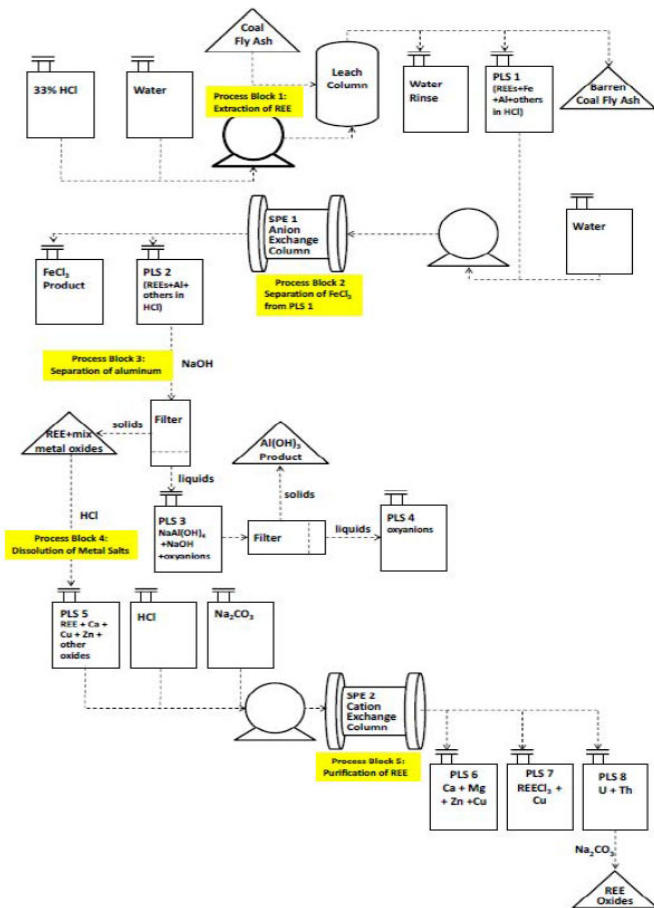 Coal
Fly Ash
Leach
Column
33% HCl
Water
Process Block 1:
Extraction of REE
Water
Rinse
PLS 1
(REEs+Fe
+Al+others
in HCl)
Barren
Coal Fly Ash
SPE 1
Anion
Exchange
Column
Water
FeCl3
Product
PLS 2
(REEs+Al+
others in
HCl)
Process Block 2
Separation of FeCl3
from PLS 1
Process Block 3:
Separation of aluminum
NaOH
solids
Filter
REE+mix
metal oxides
Al(OH)3
Product
liquids
solids
HCl
PLS 3
NaAl(OH)4
+NaOH
+oxyanions
Filter
liquids
PLS 4
oxyanions
Process Block 4:
Dissolution of Metal Salts
PLS 5
REE + Ca +
Cu + Zn +
other
oxides
HCl
Na2CO3
SPE 2
Cation
Exchange
Column
Process Block 5:
Purification of REE
PLS 6
Ca + Mg
+ Zn +Cu
PLS 7
REECl3 +
Cu
PLS 8
U + Th
Na2CO3
REE
Oxides